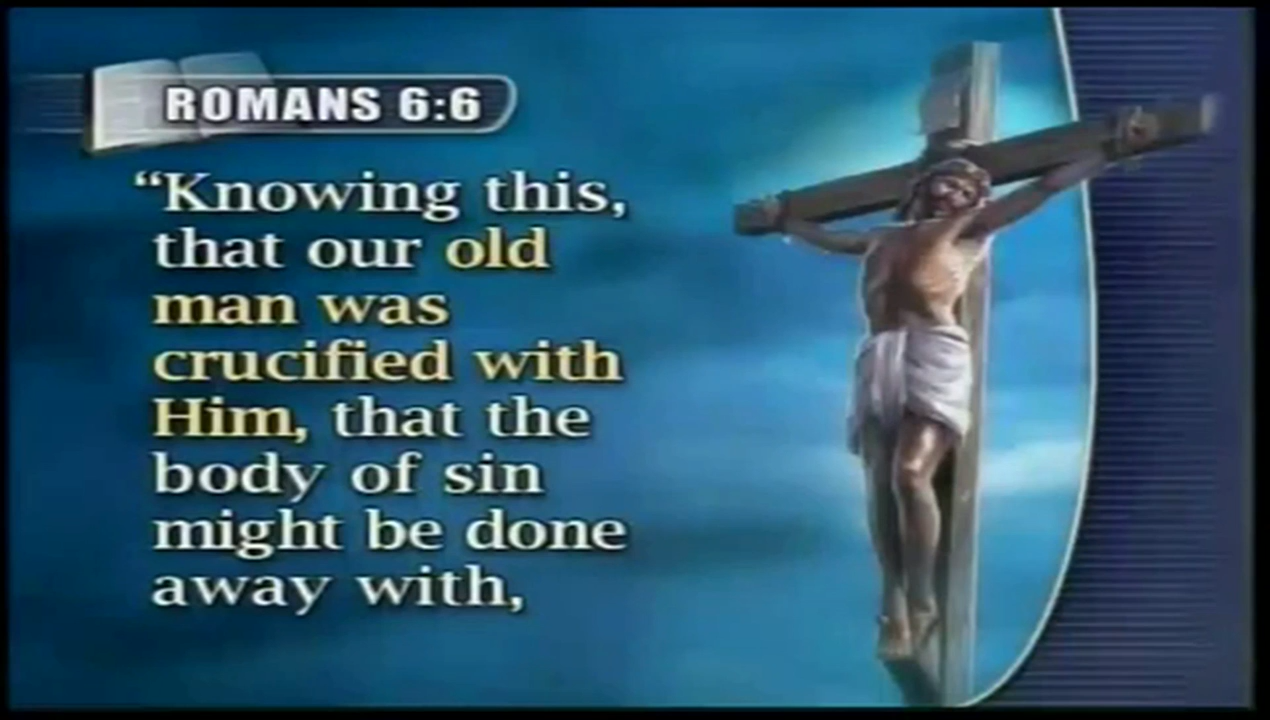 ROMANS 6:6
“Knowing this,
that our old
man was
crucified with
Him, that the
body of sin
might be done
away with,